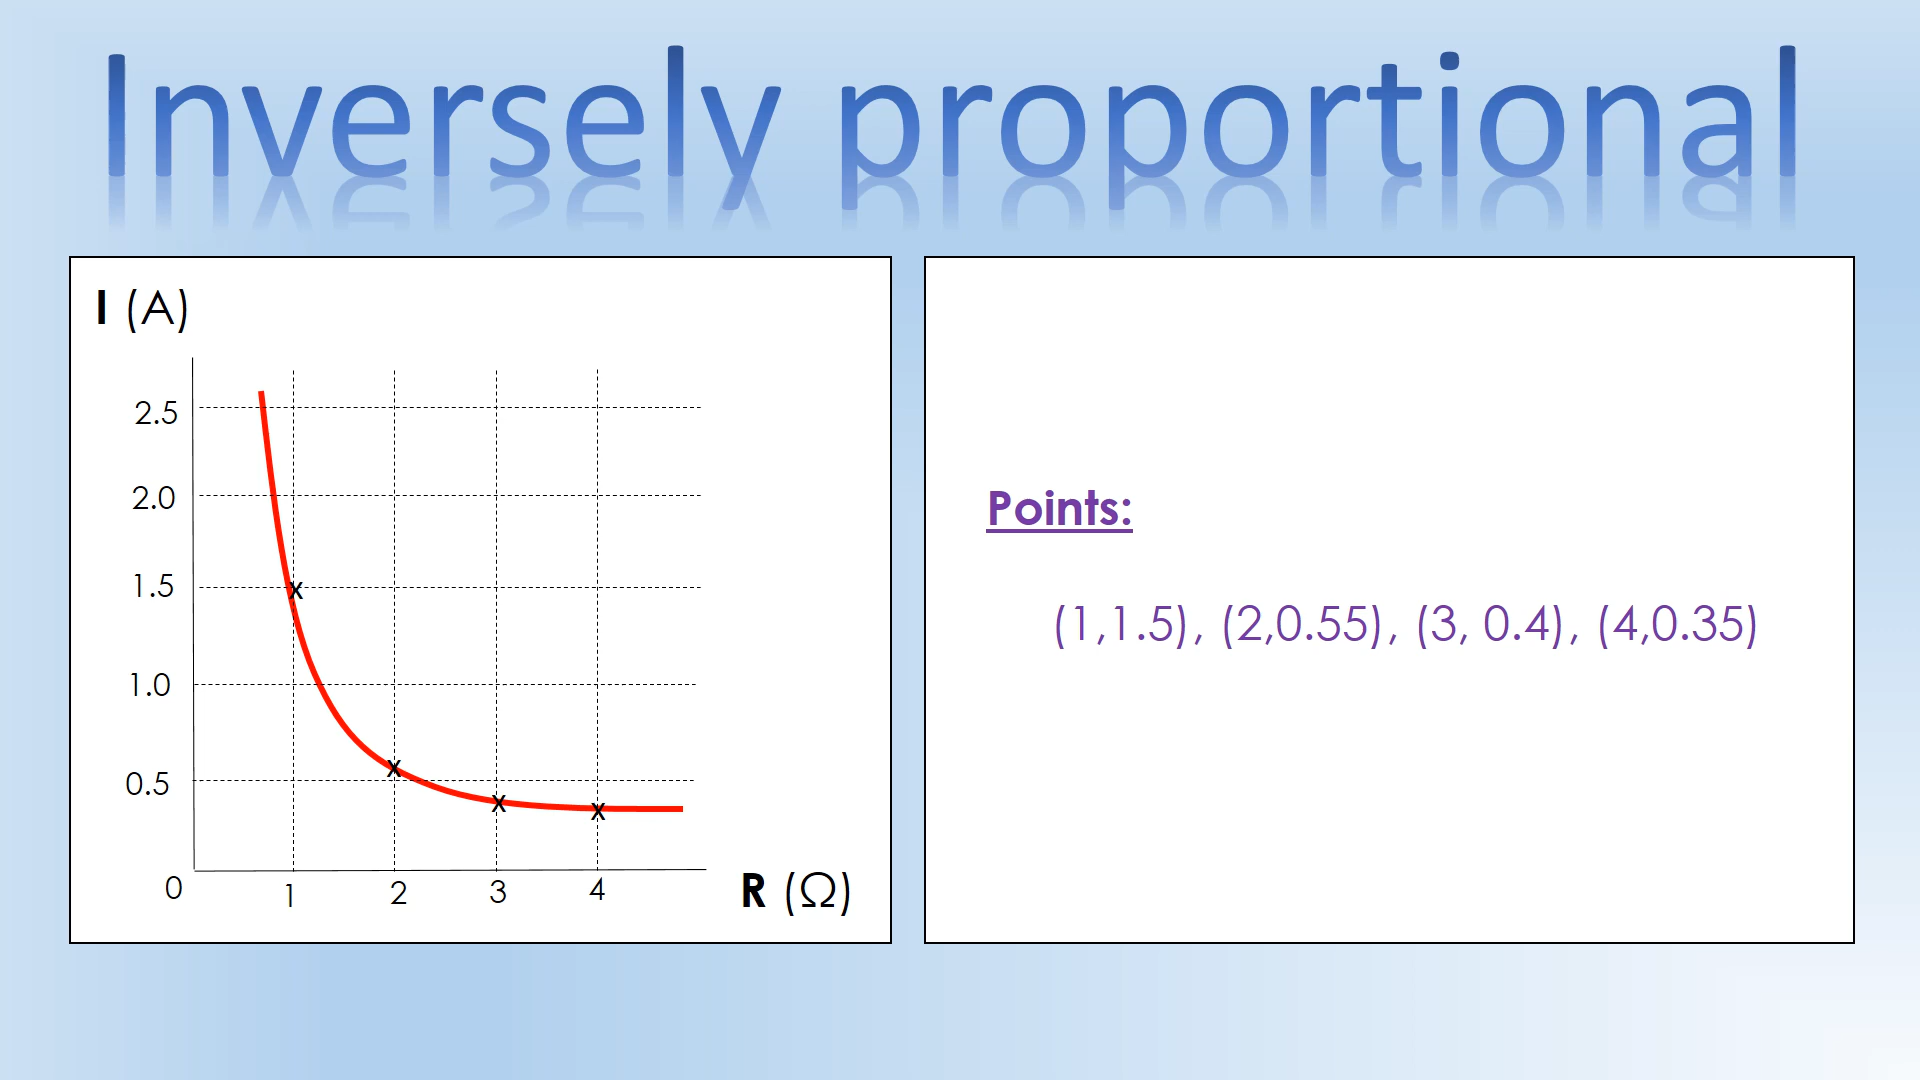 Inversely proportional
I (A)
2.5
2.0
1.5
1.0
0.5
0
1 2 3 4
R (Ω)
x
x
x
x
Points:
(1,1.5), (2,0.55), (3, 0.4), (4,0.35)